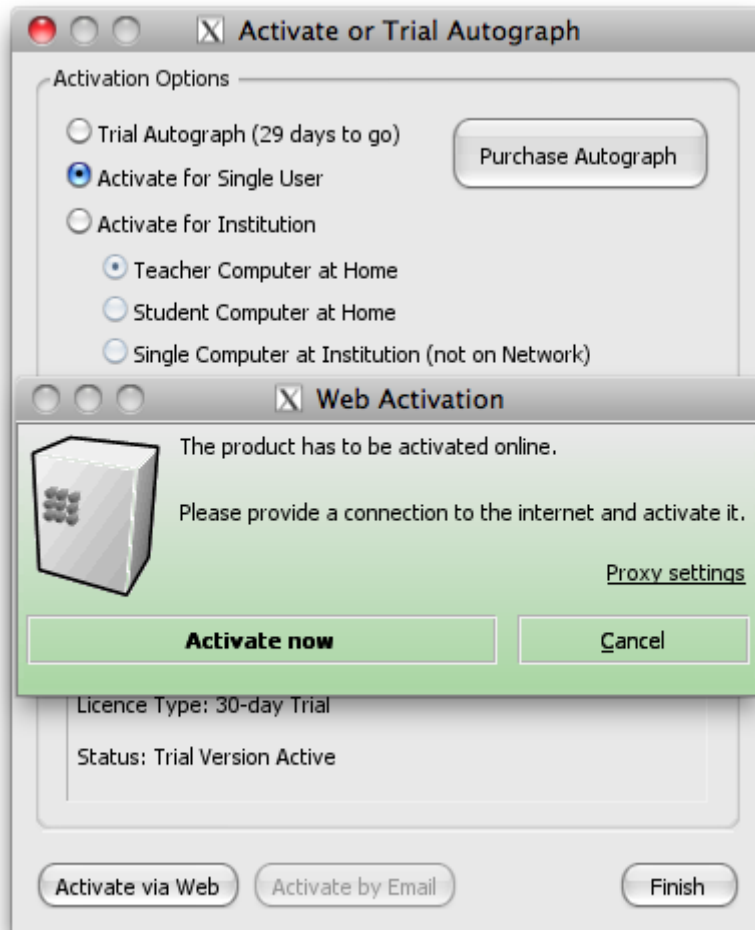 Activate or Trial Autograph
Activation Options
Trial Autograph (29 days to go)
Purchase Autograph
Activate for Single User
Activate for Institution
Teacher Computer at Home
Student Computer at Home
Single Computer at Institution (not on Network)
Web Activation
The product has to be activated online.
Please provide a connection to the internet and activate it.
Proxy settings
Activate now
Cancel
Licence Type: 30-day Trial
Status: Trial Version Active
Activate via Web
Activate by Email
Finish